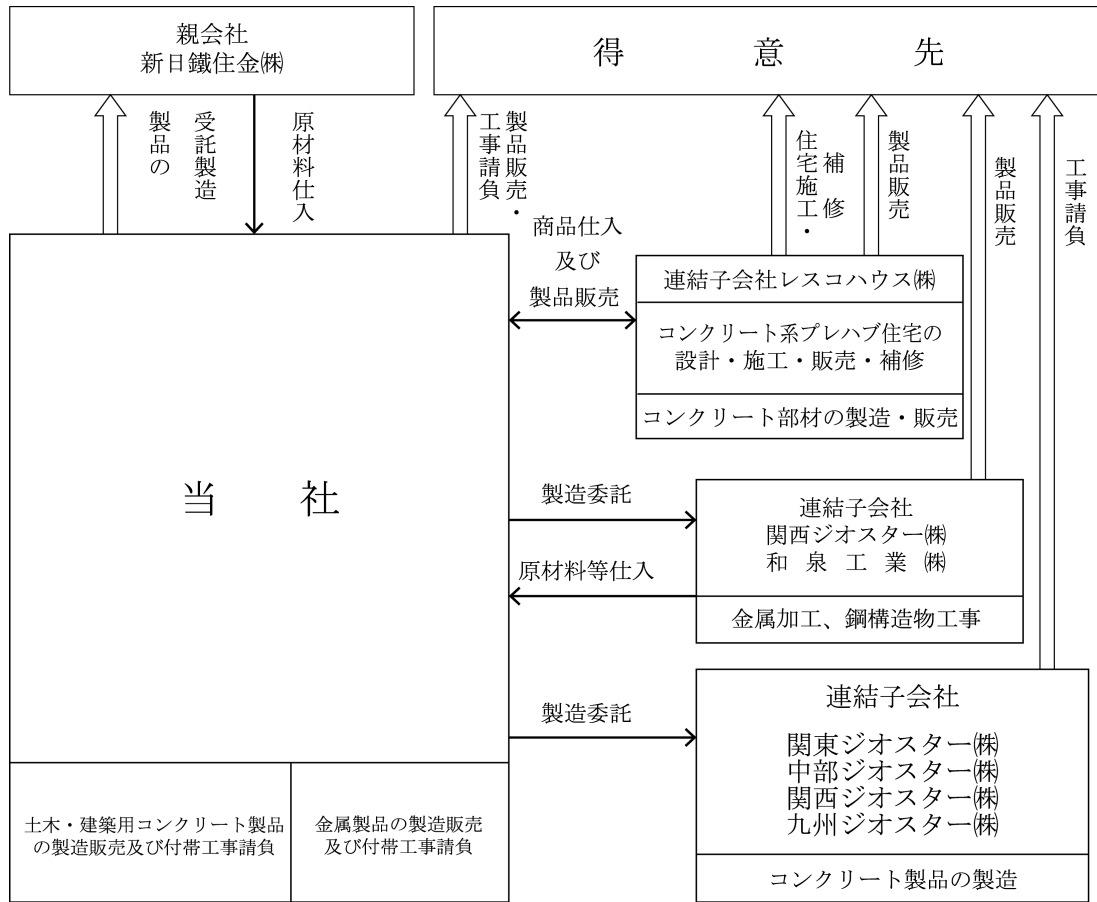 親会社
新日鐵住金㈱
得意先
製品の
受託製造
原材料仕入
製品販売・
工事請負
補修
住宅施工・
製品販売
製品販売
工事請負
商品仕入
及び
製品販売
連結子会社レスコハウス㈱
コンクリート系プレハブ住宅の
設計・施工・販売・補修
コンクリート部材の製造・販売
当社
製造委託
連結子会社
関西ジオスター㈱
和泉工業㈱
原材料等仕入
金属加工、鋼構造物工事
製造委託
連結子会社
関東ジオスター㈱
中部ジオスター㈱
関西ジオスター㈱
九州ジオスター㈱
コンクリート製品の製造
土木・建築用コンクリート製品
の製造販売及び付帯工事請負
金属製品の製造販売
及び付帯工事請負